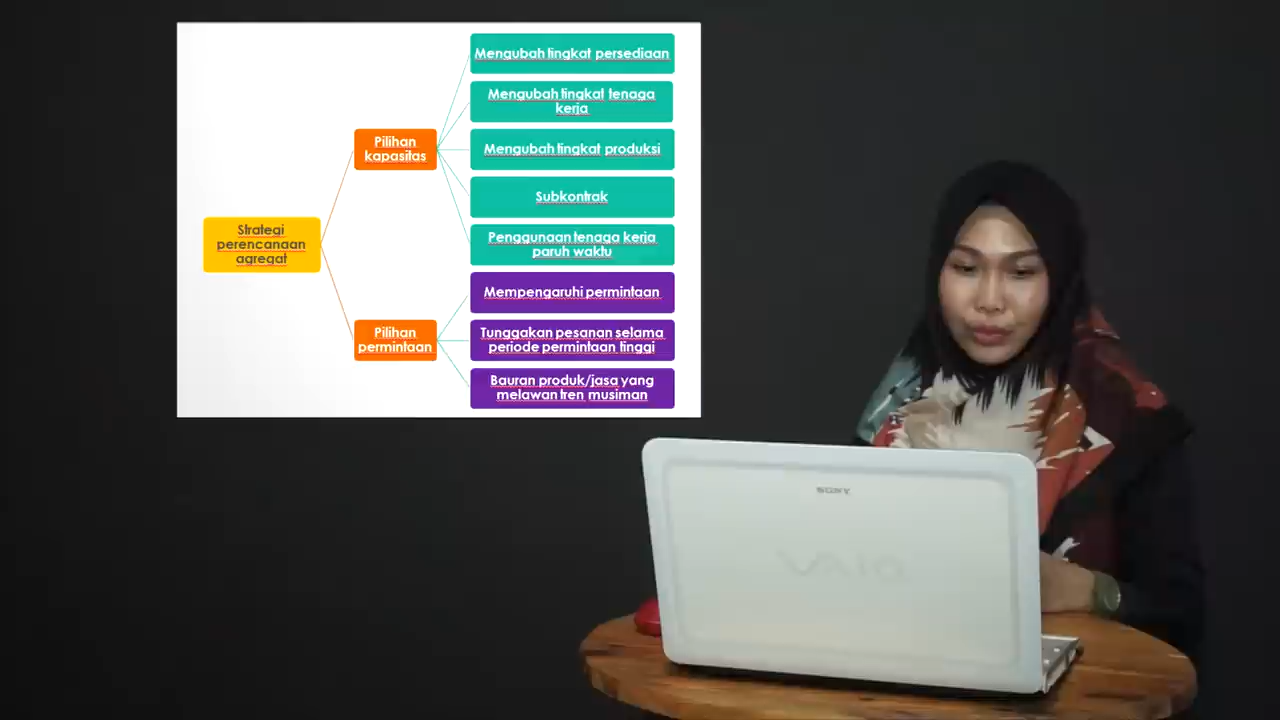 Mengubah tingkat persediaan
Mengubah tingkat tenaga
kerja
Pilihan
kapasitas
Mengubah tingkat produksi
Subkontrak
Strategi
perencanaan
agregat
Penggunaan tenaga kerja
paruh waktu
Mempengaruhi permintaan
Pilihan
permintaan
Tunggakan pesanan selama
periode permintaan tinggi
Bauran produk/jasa yang
melawan tren musiman
SONY
VAIO